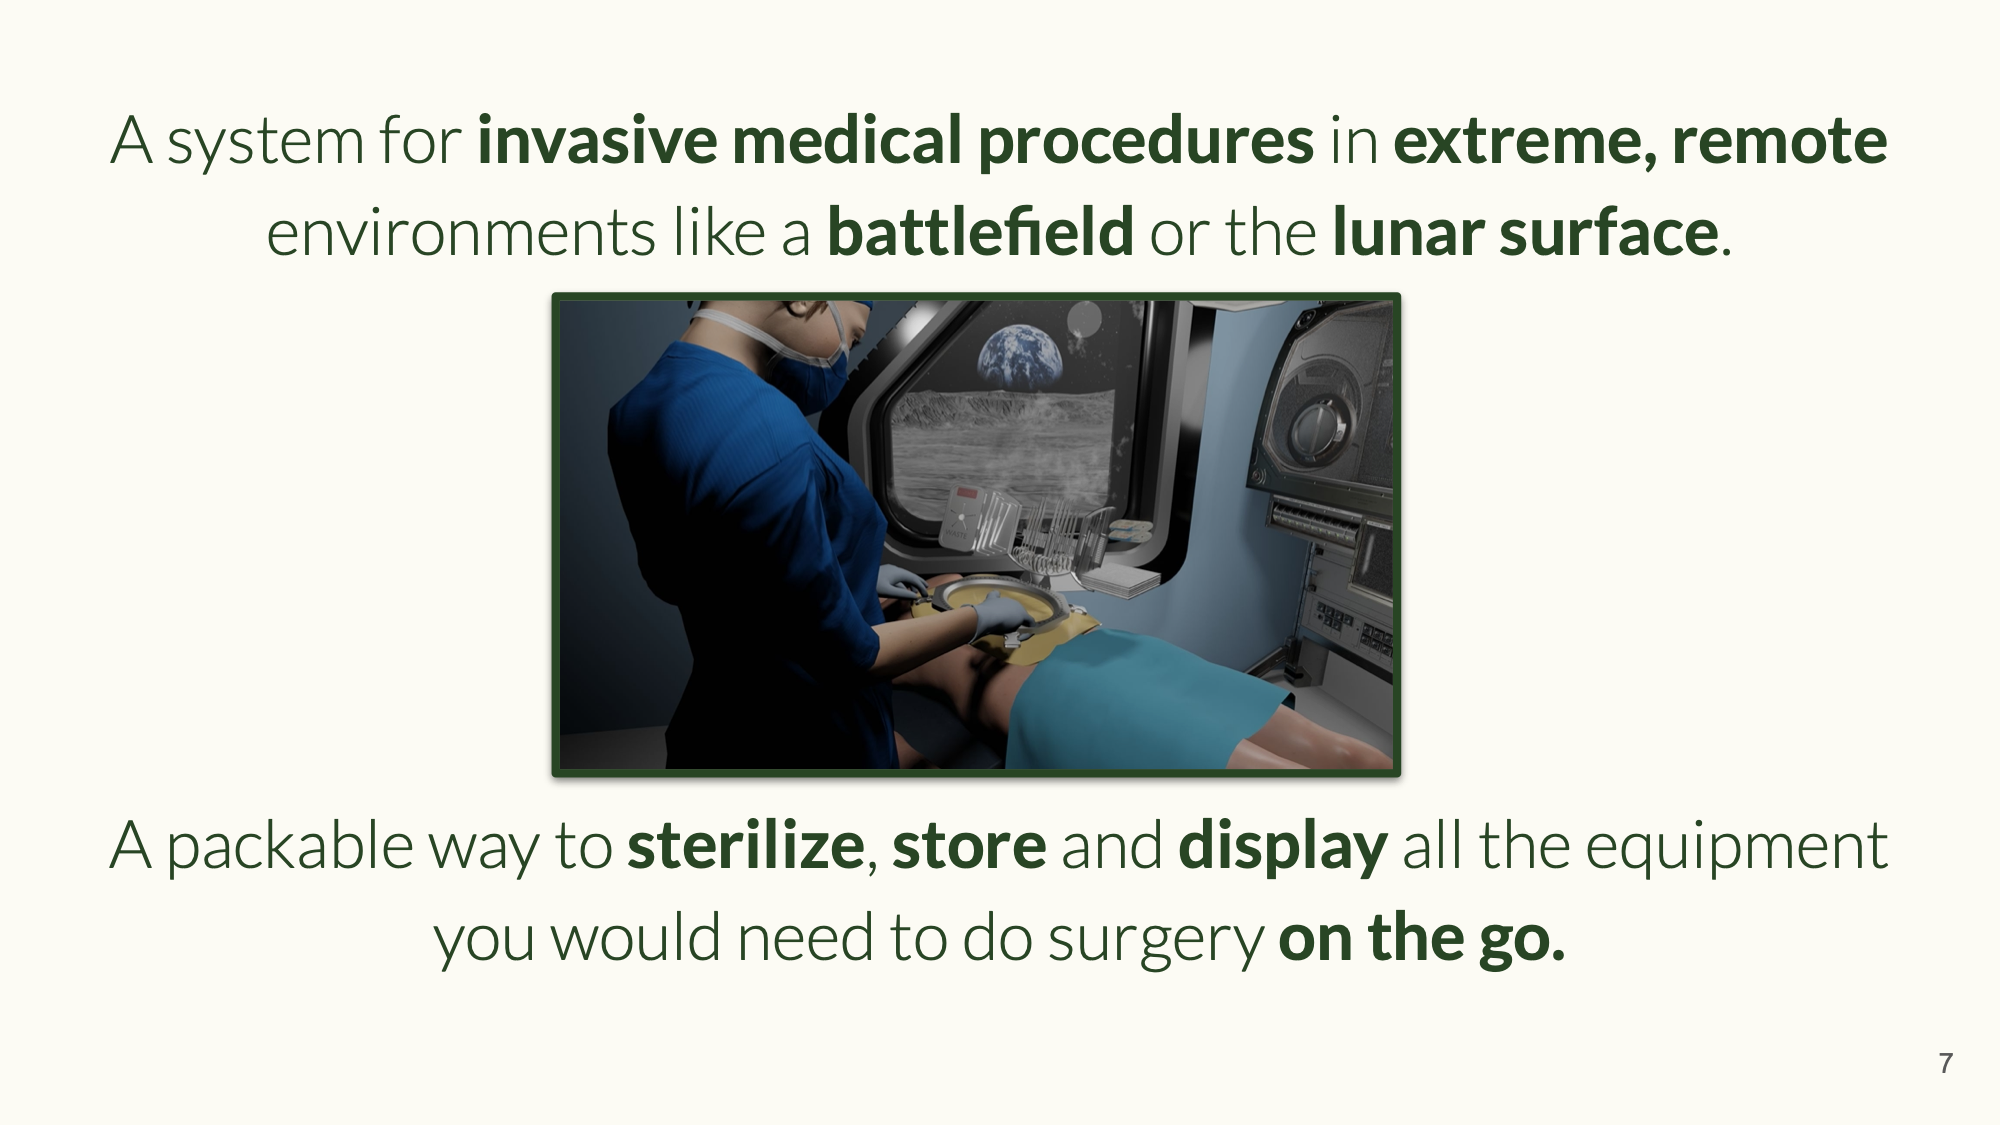 A system for invasive medical procedures in extreme, remote
environments like a battlefield or the lunar surface.
A packable way to sterilize, store and display all the equipment
you would need to do surgery on the go.
7